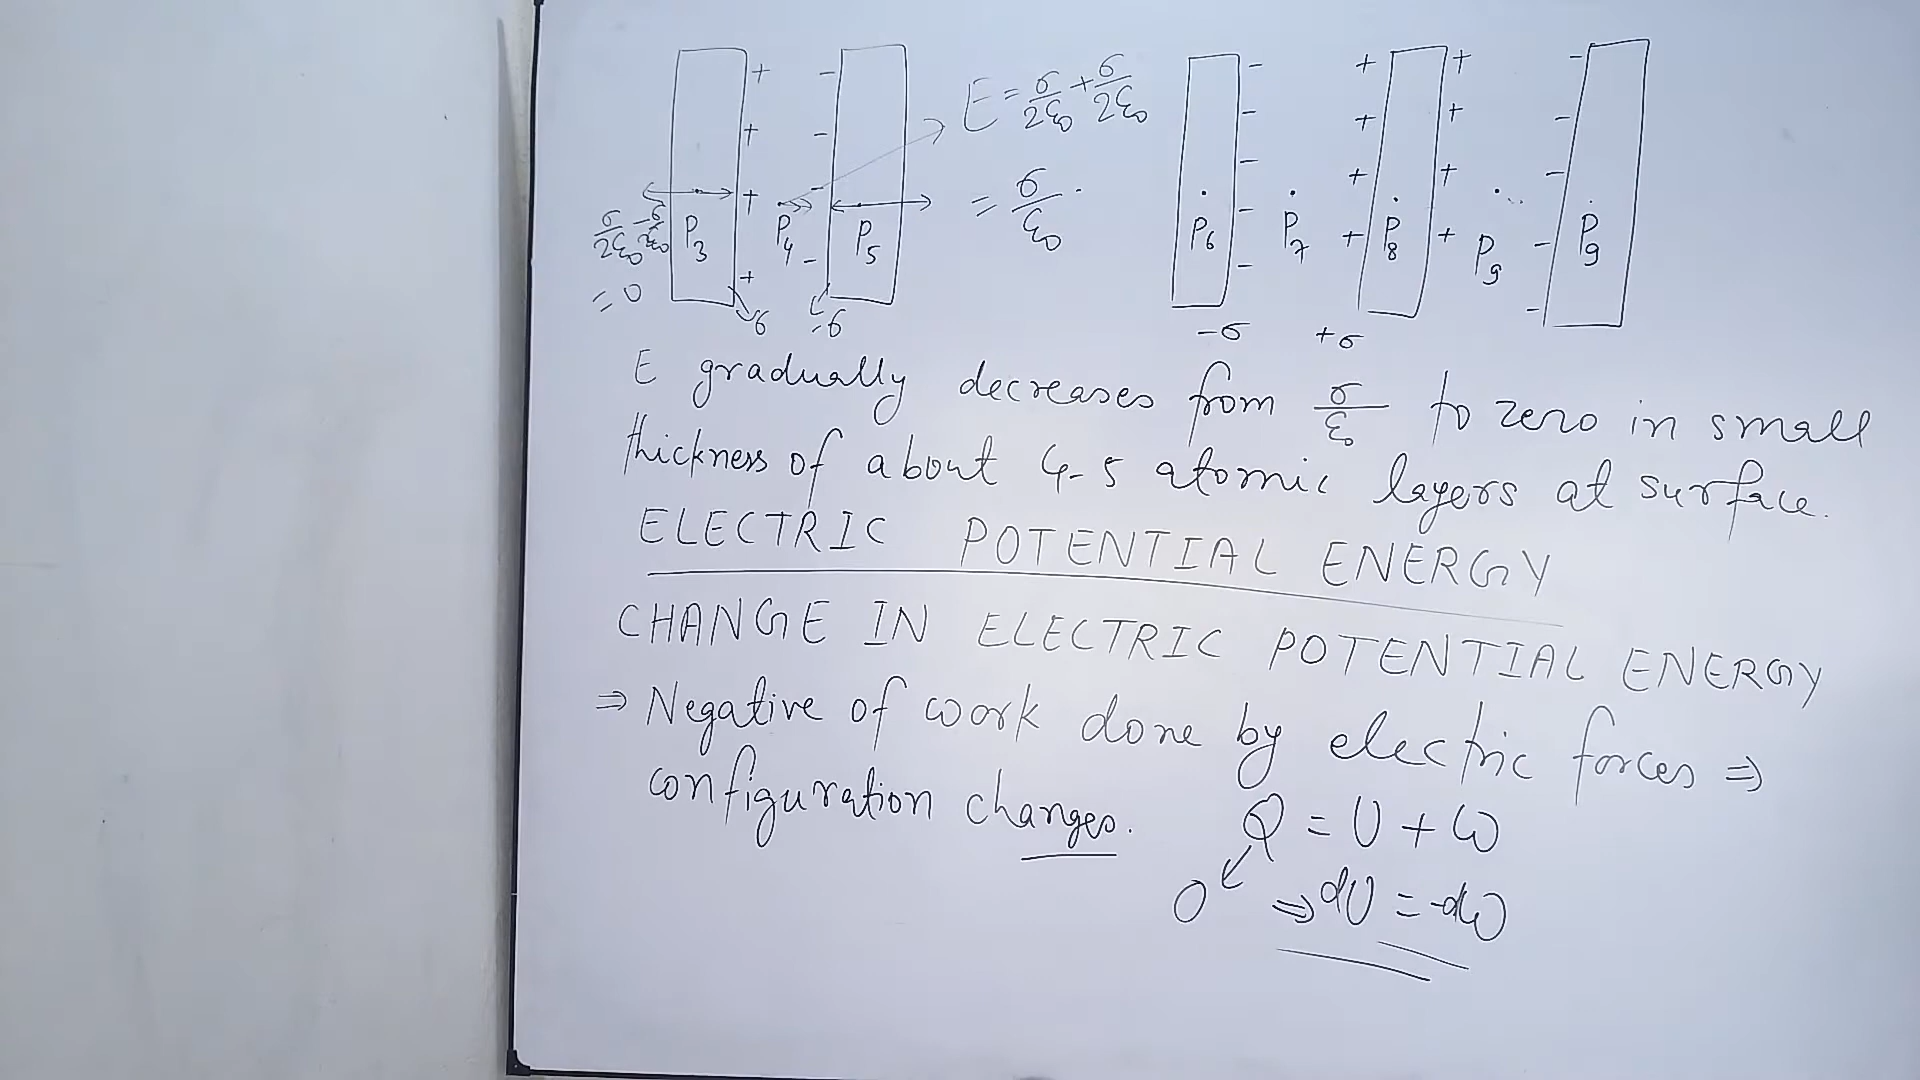 + - E = σ/2ε₀ + σ/2ε₀ - + + -
+ - - + + -
+ - = σ/ε₀. - + + -
σ/2ε₀ - σ/2ε₀ P₃ P₄ P₅ P₆ - P₇ + P₈ + P₉ - P₉
= 0 + - - -
σ -σ -σ +σ
E gradually decreases from σ/ε₀ to zero in small
thickness of about 4-5 atomic layers at surface.
ELECTRIC POTENTIAL ENERGY
CHANGE IN ELECTRIC POTENTIAL ENERGY
⇒ Negative of work done by electric forces ⇒
configuration changes. Q = U + W
0 ⇒ dU = -dW